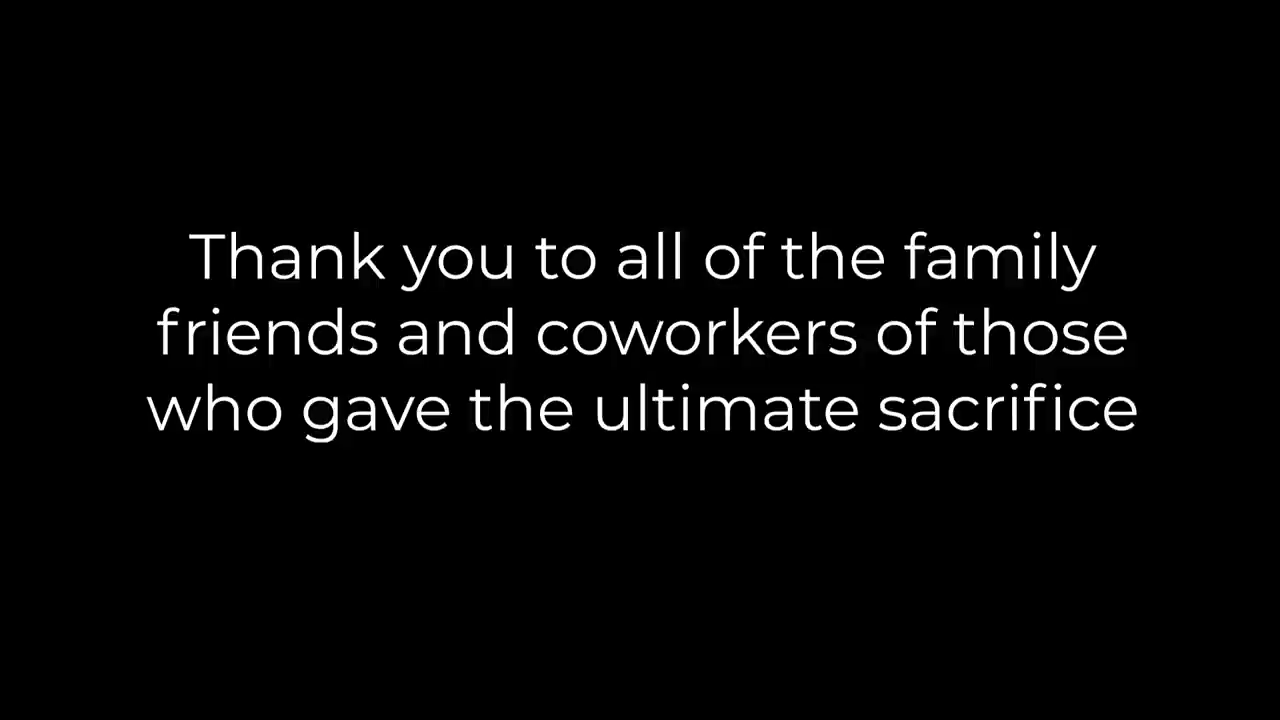 Thank you to all of the family
friends and coworkers of those
who gave the ultimate sacrifice